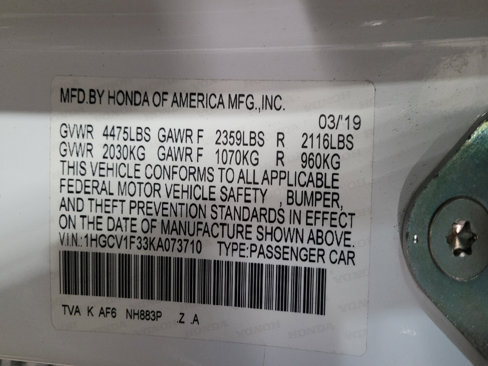 MFD.BY HONDA OF AMERICA MFG.,INC.
03/'19
GVWR 4475LBS GAWR F 2359LBS R 2116LBS
GVWR 2030KG GAWR F 1070KG R 960KG
THIS VEHICLE CONFORMS TO ALL APPLICABLE
FEDERAL MOTOR VEHICLE SAFETY , BUMPER,
AND THEFT PREVENTION STANDARDS IN EFFECT
ON THE DATE OF MANUFACTURE SHOWN ABOVE.
V.I.N.:1HGCV1F33KA073710 TYPE:PASSENGER CAR
TVA K AF6 NH883P .Z .A